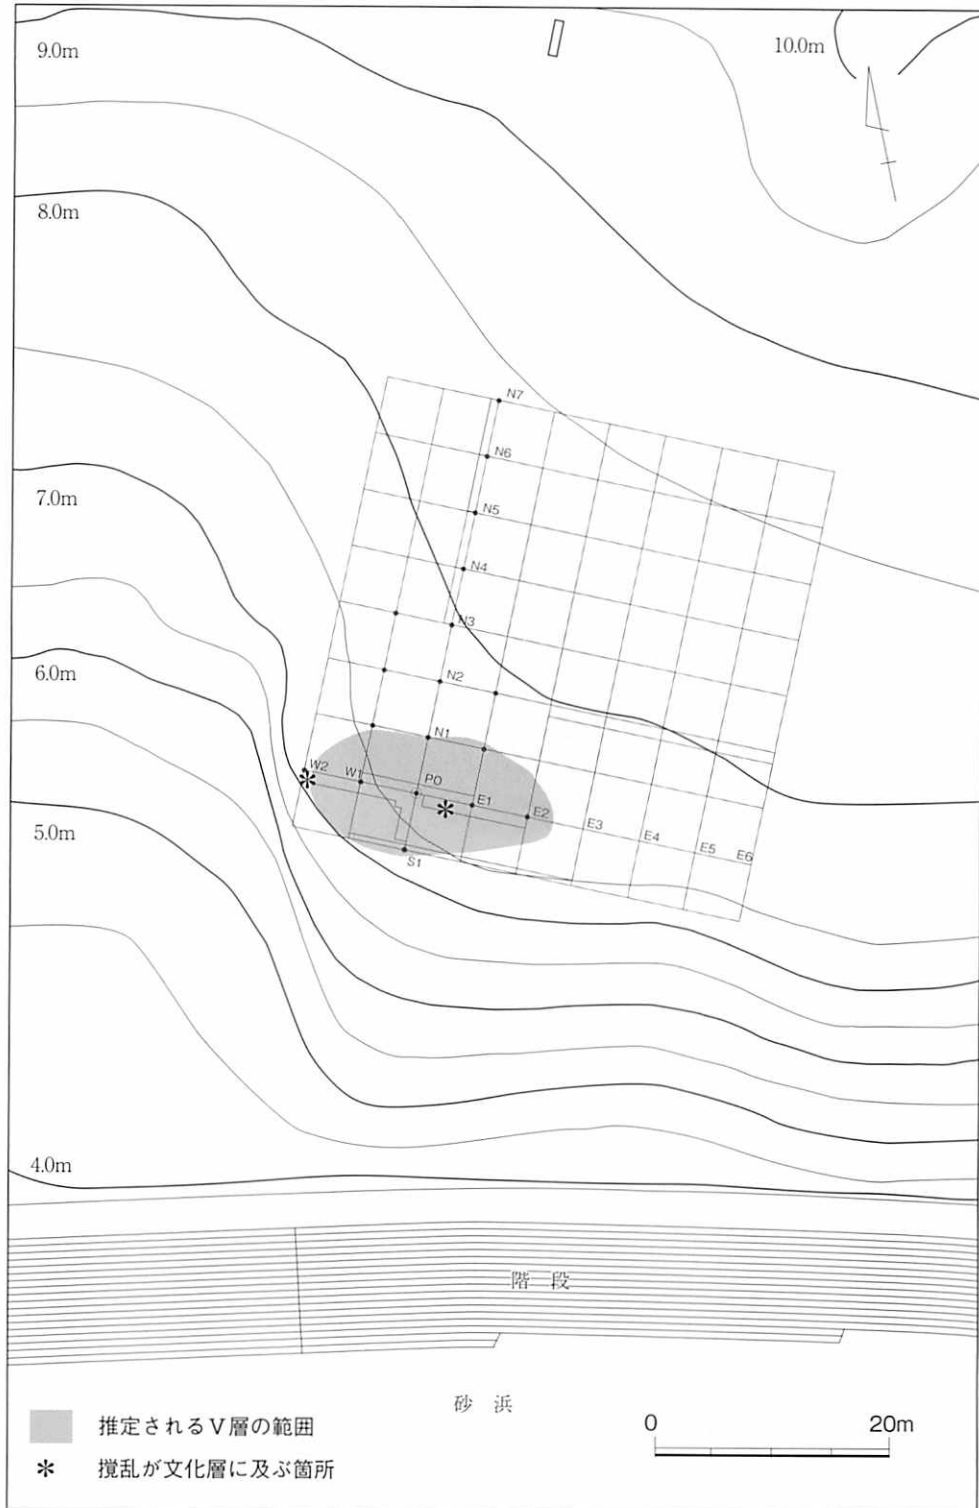 9.0m
10.0m
8.0m
N7
N6
7.0m
N5
N4
N3
6.0m
N2
N1
W2
W1
P0
E1
E2
E3
E4
E5
E6
5.0m
S1
4.0m
階 段
砂 浜
推定されるⅤ層の範囲
0 20m
* 撹乱が文化層に及ぶ箇所